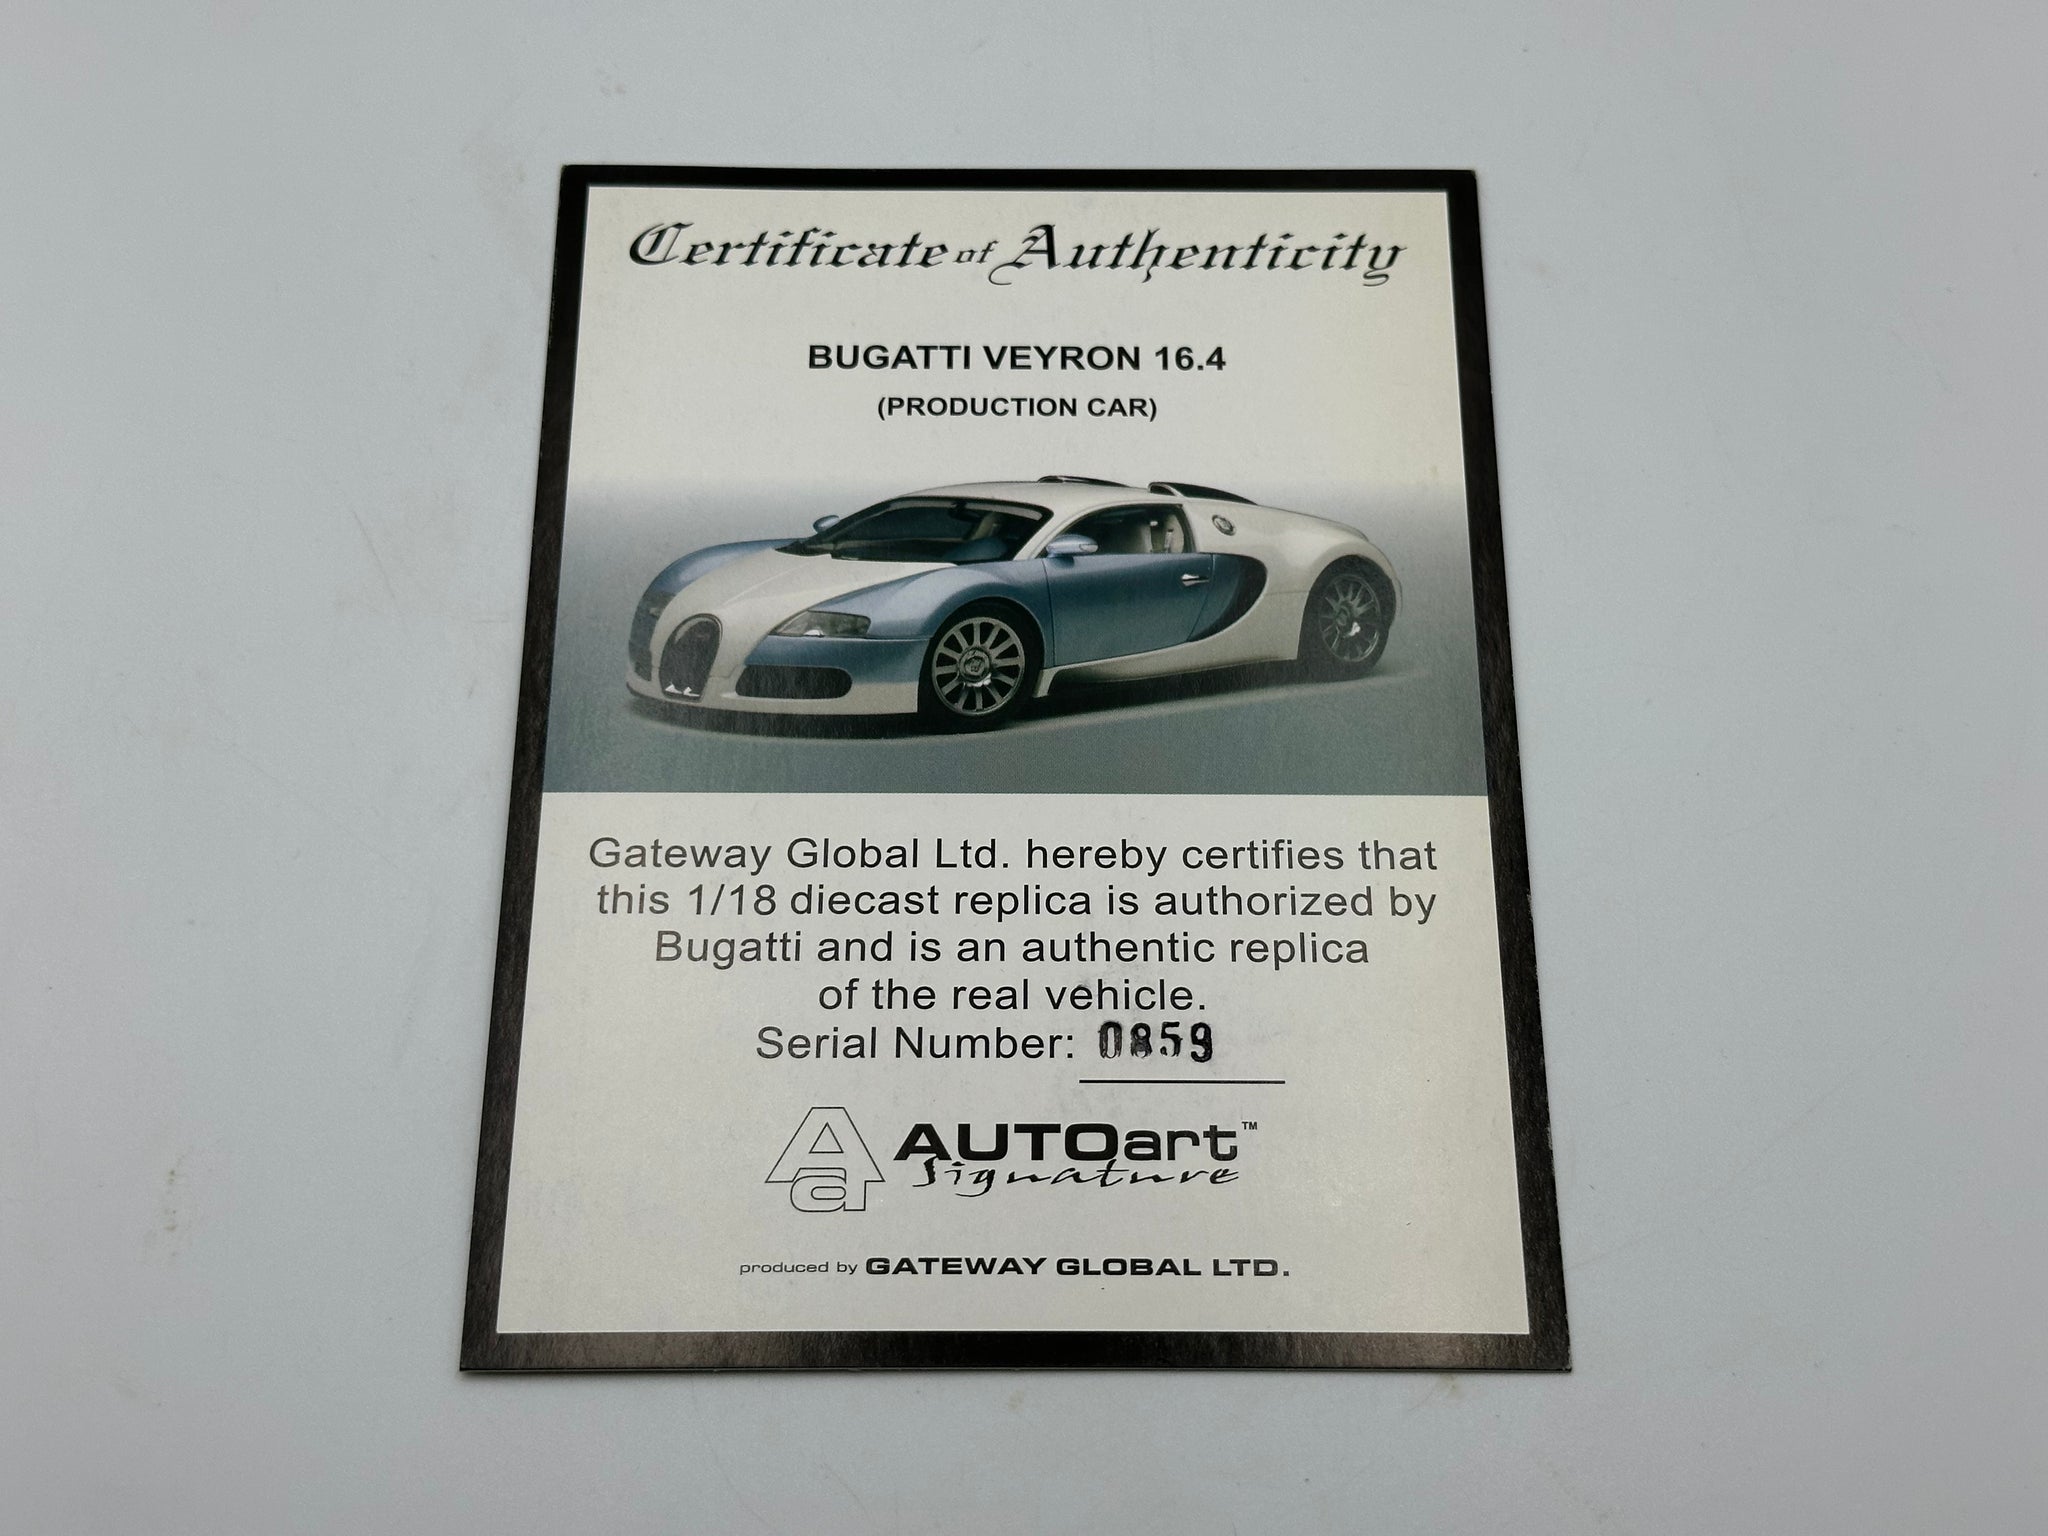 Certificate of Authenticity
BUGATTI VEYRON 16.4
(PRODUCTION CAR)
Gateway Global Ltd. hereby certifies that
this 1/18 diecast replica is authorized by
Bugatti and is an authentic replica
of the real vehicle.
Serial Number: 0859
Aa AUTOart™
Signature
produced by GATEWAY GLOBAL LTD.